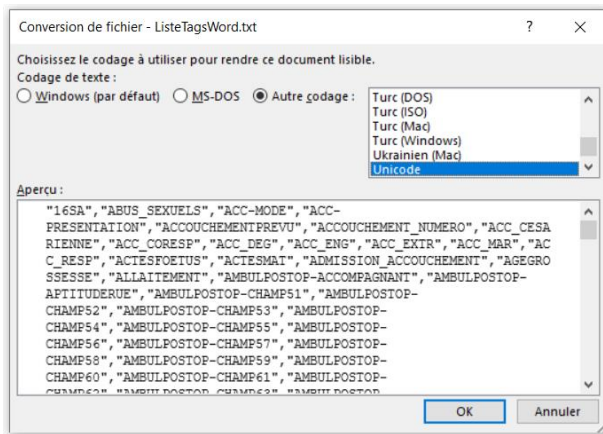 Conversion de fichier - ListeTagsWord.txt ? ×
Choisissez le codage à utiliser pour rendre ce document lisible.
Codage de texte :
Windows (par défaut) MS-DOS Autre codage :
Turc (DOS)
Turc (ISO)
Turc (Mac)
Turc (Windows)
Ukrainien (Mac)
Unicode
Aperçu :
"16SA","ABUS_SEXUELS","ACC-MODE","ACC-
PRESENTATION","ACCOUCHEMENTPREVU","ACCOUCHEMENT_NUMERO","ACC_CESA
RIENNE","ACC_CORESP","ACC_DEG","ACC_ENG","ACC_EXTR","ACC_MAR","AC
C_RESP","ACTESFOETUS","ACTESMAT","ADMISSION_ACCOUCHEMENT","AGEGRO
SSESSE","ALLAITEMENT","AMBULPOSTOP-ACCOMPAGNANT","AMBULPOSTOP-
APTITUDERUE","AMBULPOSTOP-CHAMP51","AMBULPOSTOP-
CHAMP52","AMBULPOSTOP-CHAMP53","AMBULPOSTOP-
CHAMP54","AMBULPOSTOP-CHAMP55","AMBULPOSTOP-
CHAMP56","AMBULPOSTOP-CHAMP57","AMBULPOSTOP-
CHAMP58","AMBULPOSTOP-CHAMP59","AMBULPOSTOP-
CHAMP60","AMBULPOSTOP-CHAMP61","AMBULPOSTOP-
CHAMP62","AMBULPOSTOP-CHAMP63","AMBULPOSTOP-
OK Annuler